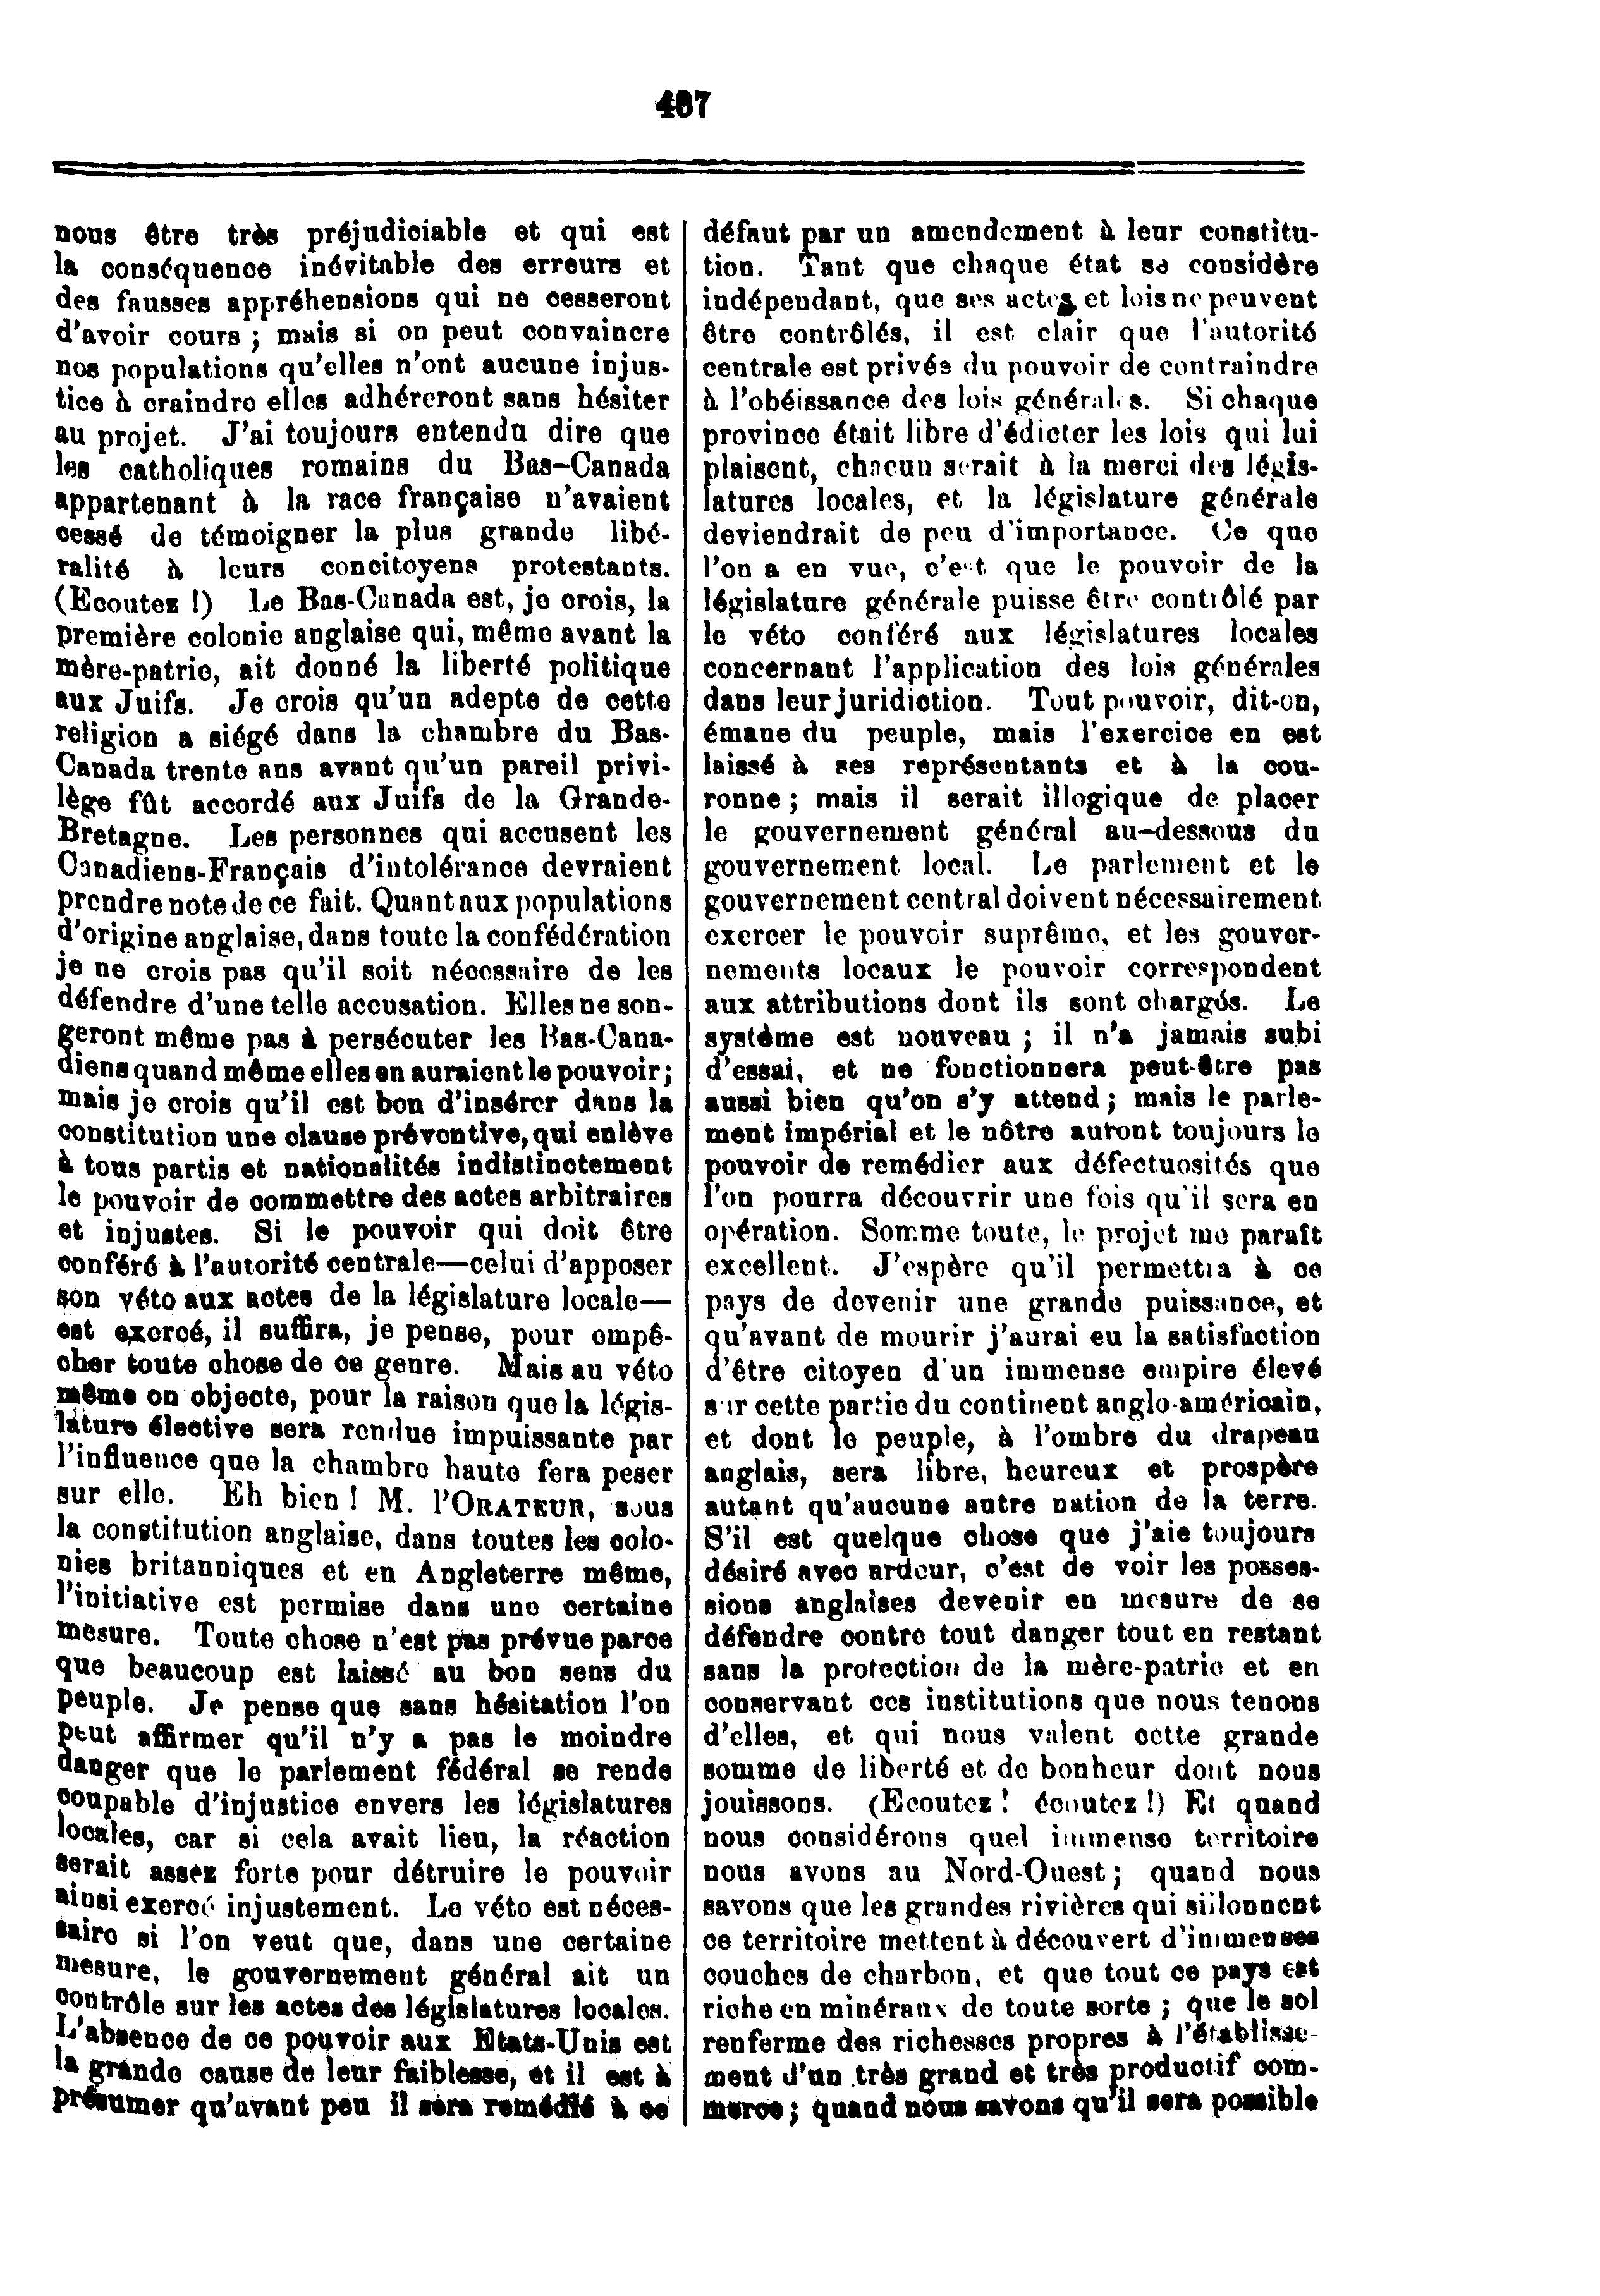 487
nous être très préjudiciable et qui est
la conséquence inévitable des erreurs et
des fausses appréhensions qui ne cesseront
d'avoir cours ; mais si on peut convaincre
nos populations qu'elles n'ont aucune injus-
tice à craindre elles adhéreront sans hésiter
au projet. J'ai toujours entendu dire que
les catholiques romains du Bas-Canada
appartenant à la race française n'avaient
cessé de témoigner la plus grande libé-
ralité à leurs concitoyens protestants.
(Ecoutez !) Le Bas-Canada est, je crois, la
première colonie anglaise qui, même avant la
mère-patrie, ait donné la liberté politique
aux Juifs. Je crois qu'un adepte de cette
religion a siégé dans la chambre du Bas-
Canada trente ans avant qu'un pareil privi-
lège fût accordé aux Juifs de la Grande-
Bretagne. Les personnes qui accusent les
Canadiens-Français d'intolérance devraient
prendre note de ce fait. Quant aux populations
d'origine anglaise, dans toute la confédération
je ne crois pas qu'il soit nécessaire de les
défendre d'une telle accusation. Elles ne son-
geront même pas à persécuter les Bas-Cana-
diens quand même elles en auraient le pouvoir ;
mais je crois qu'il est bon d'insérer dans la
constitution une clause préventive, qui enlève
à tous partis et nationalités indistinctement
le pouvoir de commettre des actes arbitraires
et injustes. Si le pouvoir qui doit être
conféré à l'autorité centrale—celui d'apposer
son véto aux actes de la législature locale—
est exercé, il suffira, je pense, pour empê-
cher toute chose de ce genre. Mais au véto
même on objecte, pour la raison que la légis-
lature élective sera rendue impuissante par
l'influence que la chambre haute fera peser
sur elle. Eh bien ! M. l'ORATEUR, sous
la constitution anglaise, dans toutes les colo-
nies britanniques et en Angleterre même,
l'initiative est permise dans une certaine
mesure. Toute chose n'est pas prévue parce
que beaucoup est laissé au bon sens du
peuple. Je pense que sans hésitation l'on
peut affirmer qu'il n'y a pas le moindre
danger que le parlement fédéral se rende
coupable d'injustice envers les législatures
locales, car si cela avait lieu, la réaction
serait assez forte pour détruire le pouvoir
ainsi exercé injustement. Le véto est néces-
saire si l'on veut que, dans une certaine
mesure, le gouvernement général ait un
contrôle sur les actes des législatures locales.
L'absence de ce pouvoir aux Etats-Unis est
la grande cause de leur faiblesse, et il est à
présumer qu'avant peu il sera remédié à ce
défaut par un amendement à leur constitu-
tion. Tant que chaque état se considère
indépendant, que ses actes et lois ne peuvent
être contrôlés, il est clair que l'autorité
centrale est privée du pouvoir de contraindre
à l'obéissance des lois générales. Si chaque
province était libre d'édicter les lois qui lui
plaisent, chacun serait à la merci des légis-
latures locales, et la législature générale
deviendrait de peu d'importance. Ce que
l'on a en vue, c'est que le pouvoir de la
législature générale puisse être contrôlé par
le véto conféré aux législatures locales
concernant l'application des lois générales
dans leur juridiction. Tout pouvoir, dit-on,
émane du peuple, mais l'exercice en est
laissé à ses représentants et à la cou-
ronne ; mais il serait illogique de placer
le gouvernement général au-dessous du
gouvernement local. Le parlement et le
gouvernement central doivent nécessairement
exercer le pouvoir suprême, et les gouver-
nements locaux le pouvoir correspondent
aux attributions dont ils sont chargés. Le
système est nouveau ; il n'a jamais subi
d'essai, et ne fonctionnera peut-être pas
aussi bien qu'on s'y attend ; mais le parle-
ment impérial et le nôtre auront toujours le
pouvoir de remédier aux défectuosités que
l'on pourra découvrir une fois qu'il sera en
opération. Somme toute, le projet me paraît
excellent. J'espère qu'il permettra à ce
pays de devenir une grande puissance, et
qu'avant de mourir j'aurai eu la satisfaction
d'être citoyen d'un immense empire élevé
sur cette partie du continent anglo-américain,
et dont le peuple, à l'ombre du drapeau
anglais, sera libre, heureux et prospère
autant qu'aucune autre nation de la terre.
S'il est quelque chose que j'aie toujours
désiré avec ardeur, c'est de voir les posses-
sions anglaises devenir en mesure de se
défendre contre tout danger tout en restant
sans la protection de la mère-patrie et en
conservant ces institutions que nous tenons
d'elles, et qui nous valent cette grande
somme de liberté et de bonheur dont nous
jouissons. (Ecoutez ! écoutez !) Et quand
nous considérons quel immense territoire
nous avons au Nord-Ouest ; quand nous
savons que les grandes rivières qui sillonnent
ce territoire mettent à découvert d'immenses
couches de charbon, et que tout ce pays est
riche en minéraux de toute sorte ; que le sol
renferme des richesses propres à l'établisse-
ment d'un très grand et très productif com-
merce ; quand nous savons qu'il sera possible